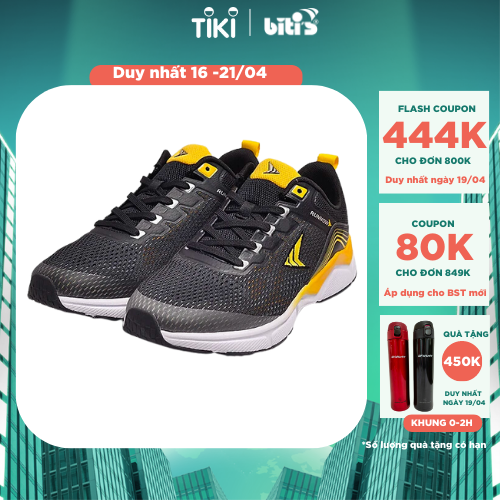 TIKI
biti's
Duy nhất 16 -21/04
FLASH COUPON
444K
CHO ĐƠN 800K
Duy nhất ngày 19/04
COUPON
80K
CHO ĐƠN 849K
Áp dụng cho BST mới
QUÀ TẶNG
450K
DUY NHẤT
NGÀY 19/04
KHUNG 0-2H
*Số lượng quà tặng có hạn